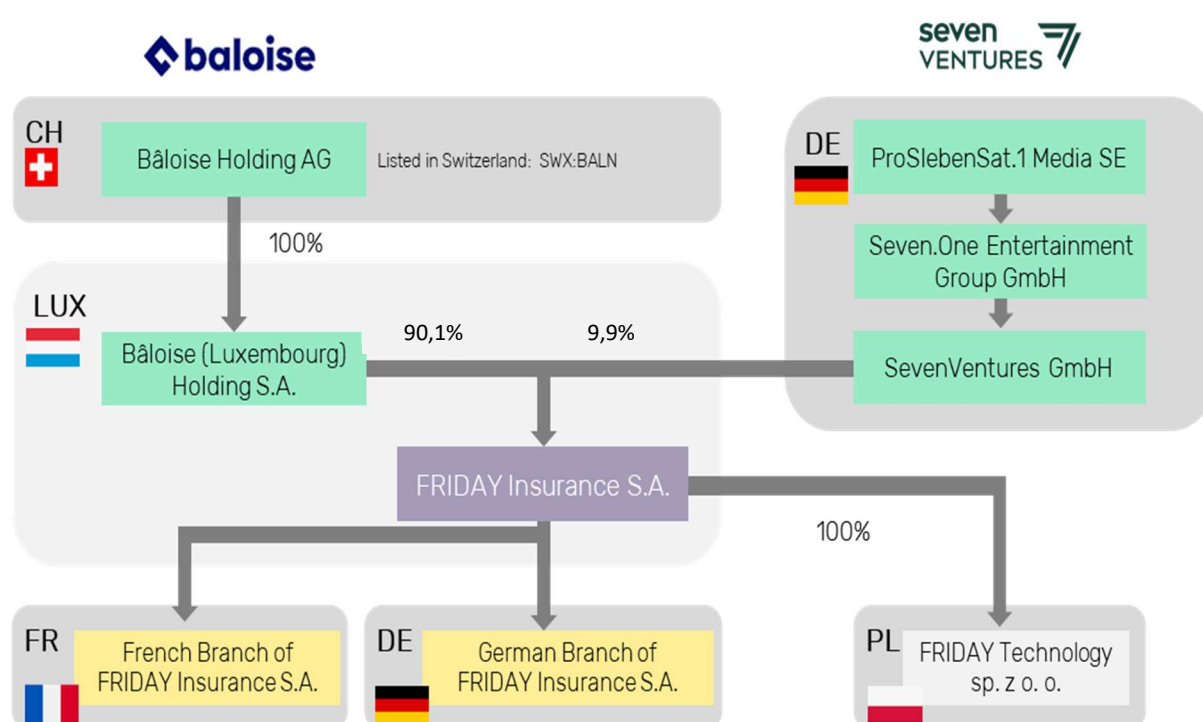 baloise
seven
VENTURES
CH
Bâloise Holding AG
Listed in Switzerland: SWX:BALN
DE
ProSIebenSat.1 Media SE
100%
Seven.One Entertainment
Group GmbH
LUX
90,1%
9,9%
Bâloise (Luxembourg)
Holding S.A.
SevenVentures GmbH
FRIDAY Insurance S.A.
100%
FR
French Branch of
FRIDAY Insurance S.A.
DE
German Branch of
FRIDAY Insurance S.A.
PL
FRIDAY Technology
sp. z o. o.